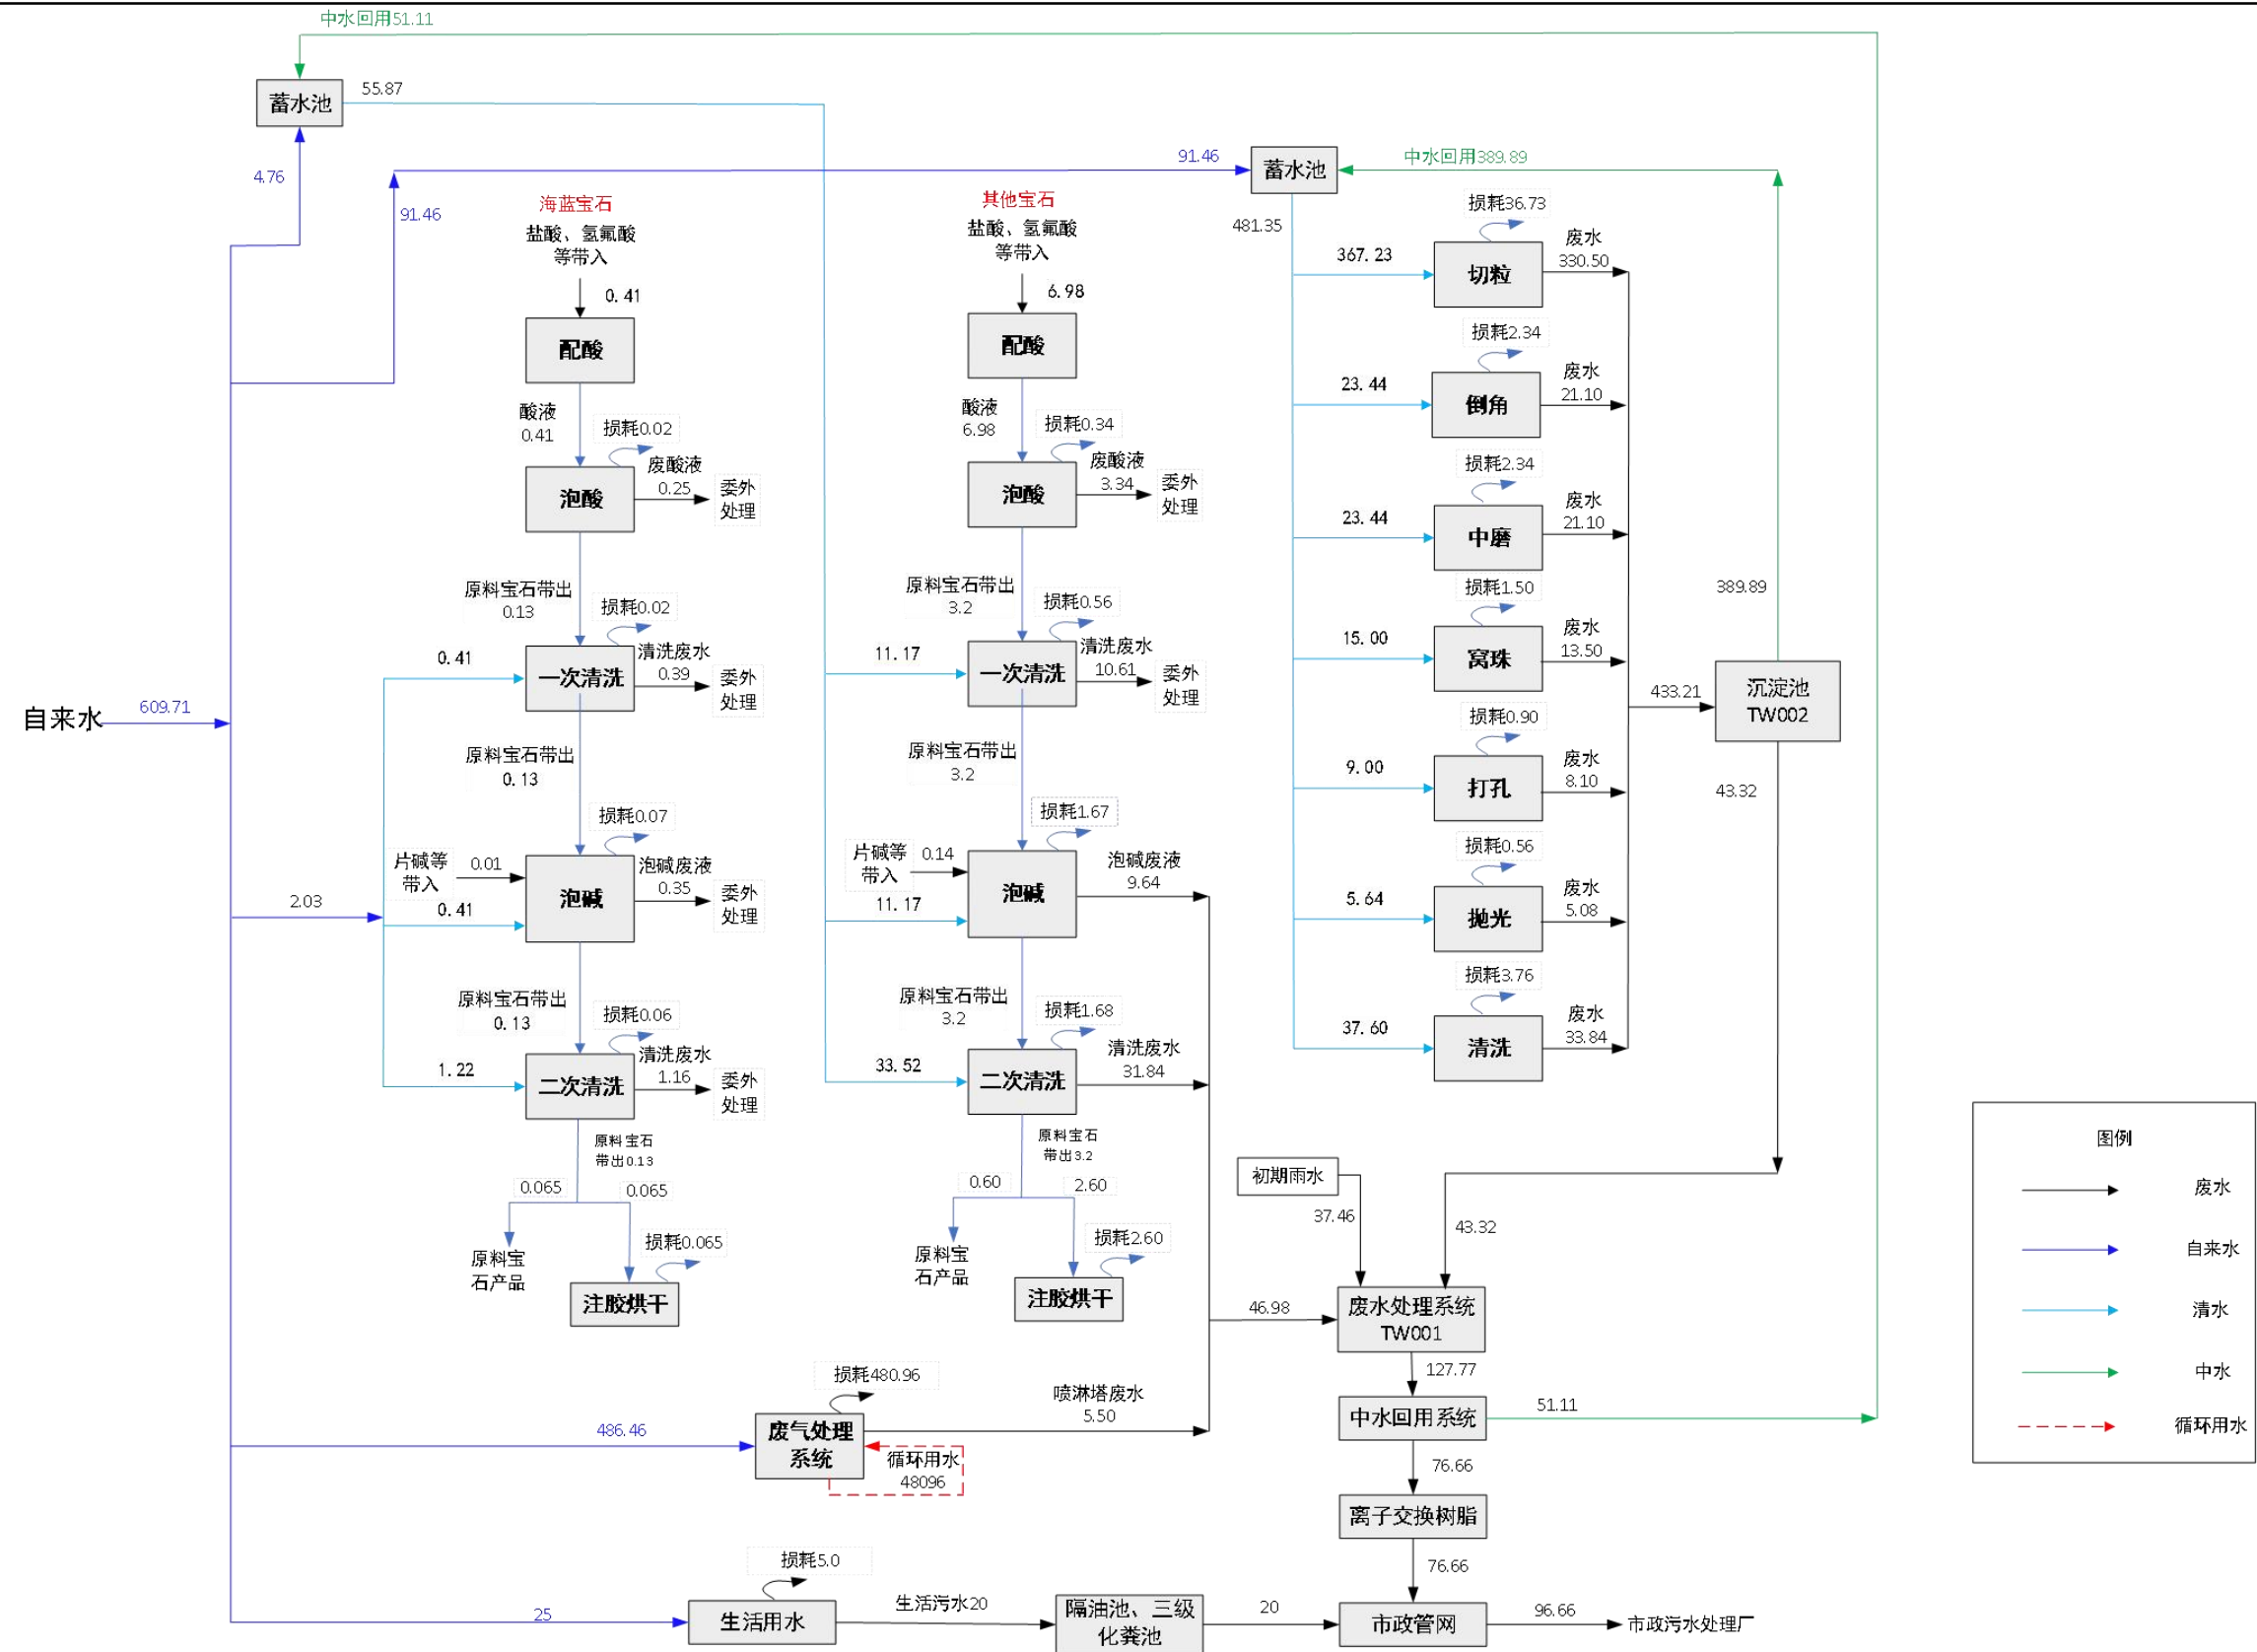 中水回用51.11
蓄水池
55.87
4.76
91.46
91.46
蓄水池
中水回用389.89
481.35
海蓝宝石
盐酸、氢氟酸
等带入
0.41
配酸
酸液
0.41
损耗0.02
泡酸
废酸液
0.25
委外
处理
原料宝石带出
0.13
损耗0.02
0.41
一次清洗
清洗废水
0.39
委外
处理
原料宝石带出
0.13
损耗0.07
片碱等
带入
0.01
0.41
泡碱
泡碱废液
0.35
委外
处理
原料宝石带出
0.13
损耗0.06
1.22
二次清洗
清洗废水
1.16
委外
处理
原料宝石
带出0.13
0.065
0.065
原料宝
石产品
损耗0.065
注胶烘干
其他宝石
盐酸、氢氟酸
等带入
6.98
配酸
酸液
6.98
损耗0.34
泡酸
废酸液
3.34
委外
处理
原料宝石带出
3.2
损耗0.56
11.17
一次清洗
清洗废水
10.61
委外
处理
原料宝石带出
3.2
损耗1.67
片碱等
带入
0.14
11.17
泡碱
泡碱废液
9.64
原料宝石带出
3.2
损耗1.68
33.52
二次清洗
清洗废水
31.84
原料宝石
带出3.2
0.60
2.60
原料宝
石产品
损耗2.60
注胶烘干
367.23
损耗36.73
切粒
废水
330.50
23.44
损耗2.34
倒角
废水
21.10
23.44
损耗2.34
中磨
废水
21.10
15.00
损耗1.50
窝珠
废水
13.50
9.00
损耗0.90
打孔
废水
8.10
5.64
损耗0.56
抛光
废水
5.08
37.60
损耗3.76
清洗
废水
33.84
433.21
389.89
沉淀池
TW002
43.32
自来水
609.71
2.03
初期雨水
37.46
43.32
46.98
废水处理系统
TW001
127.77
中水回用系统
51.11
76.66
离子交换树脂
76.66
486.46
损耗480.96
废气处理
系统
循环用水
48096
喷淋塔废水
5.50
25
损耗5.0
生活用水
生活污水20
隔油池、三级
化粪池
20
市政管网
96.66
市政污水处理厂
图例
废水
自来水
清水
中水
循环用水